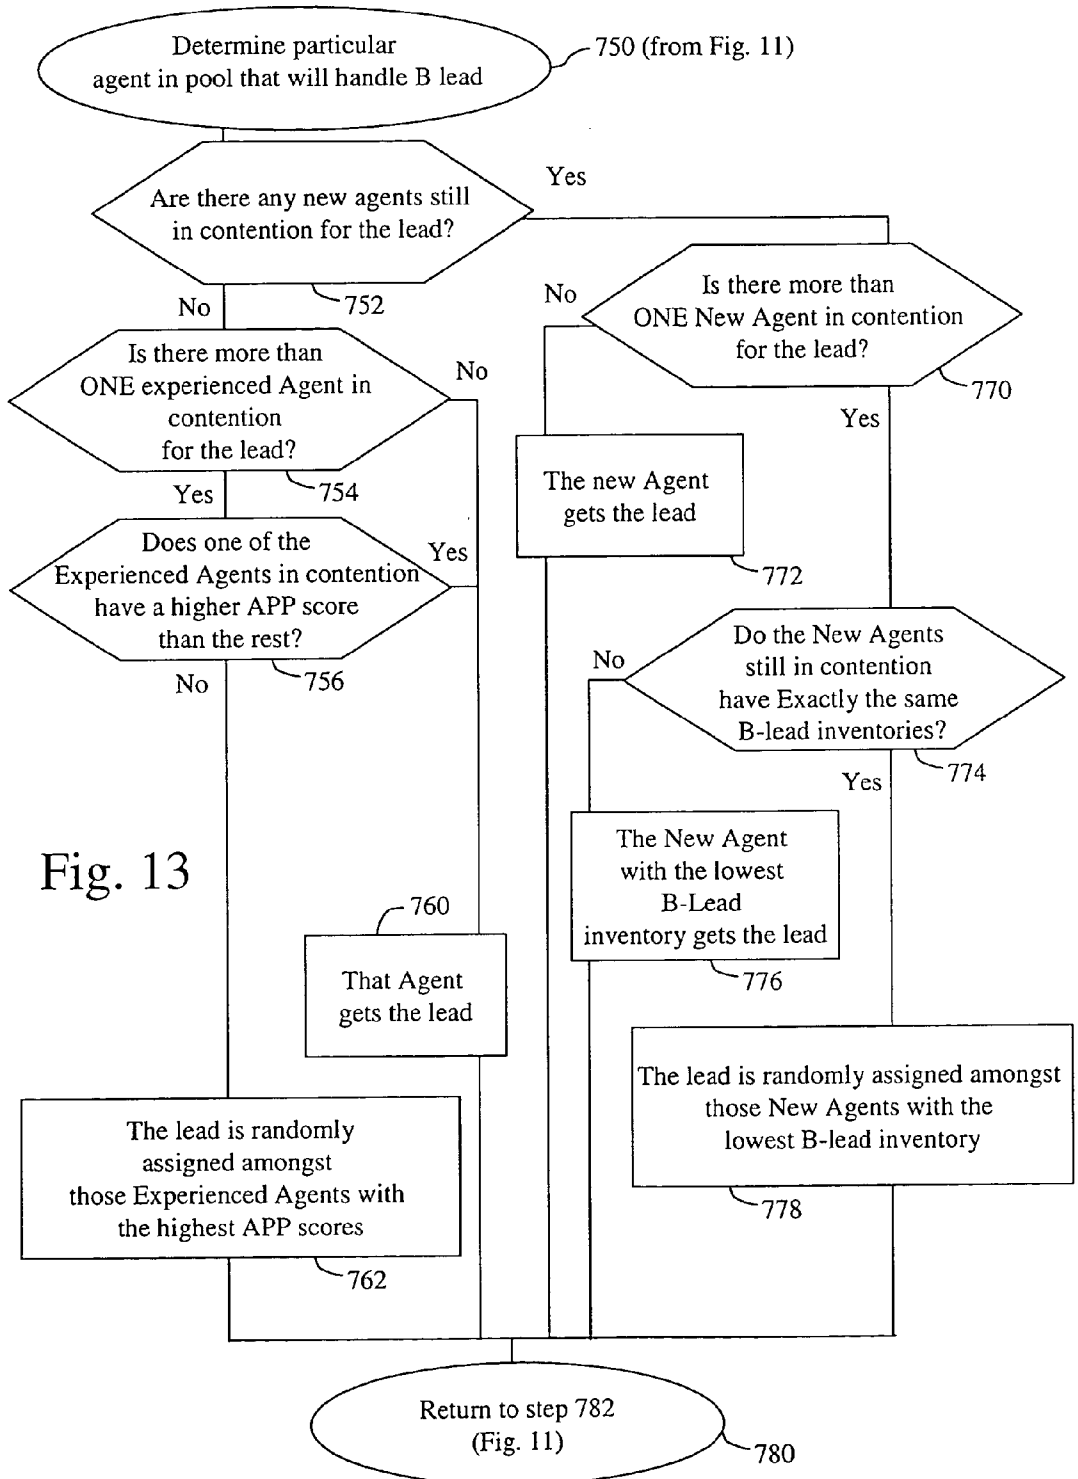 Determine particular
agent in pool that will handle B lead
750 (from Fig. 11)
Are there any new agents still
in contention for the lead?
Yes
752
No
Is there more than
ONE New Agent in contention
for the lead?
No
770
Yes
Is there more than
ONE experienced Agent in
contention
for the lead?
No
754
Yes
The new Agent
gets the lead
772
Does one of the
Experienced Agents in contention
have a higher APP score
than the rest?
Yes
756
No
Do the New Agents
still in contention
have Exactly the same
B-lead inventories?
No
774
Yes
The New Agent
with the lowest
B-Lead
inventory gets the lead
776
Fig. 13
760
That Agent
gets the lead
The lead is randomly assigned amongst
those New Agents with the
lowest B-lead inventory
778
The lead is randomly
assigned amongst
those Experienced Agents with
the highest APP scores
762
Return to step 782
(Fig. 11)
780